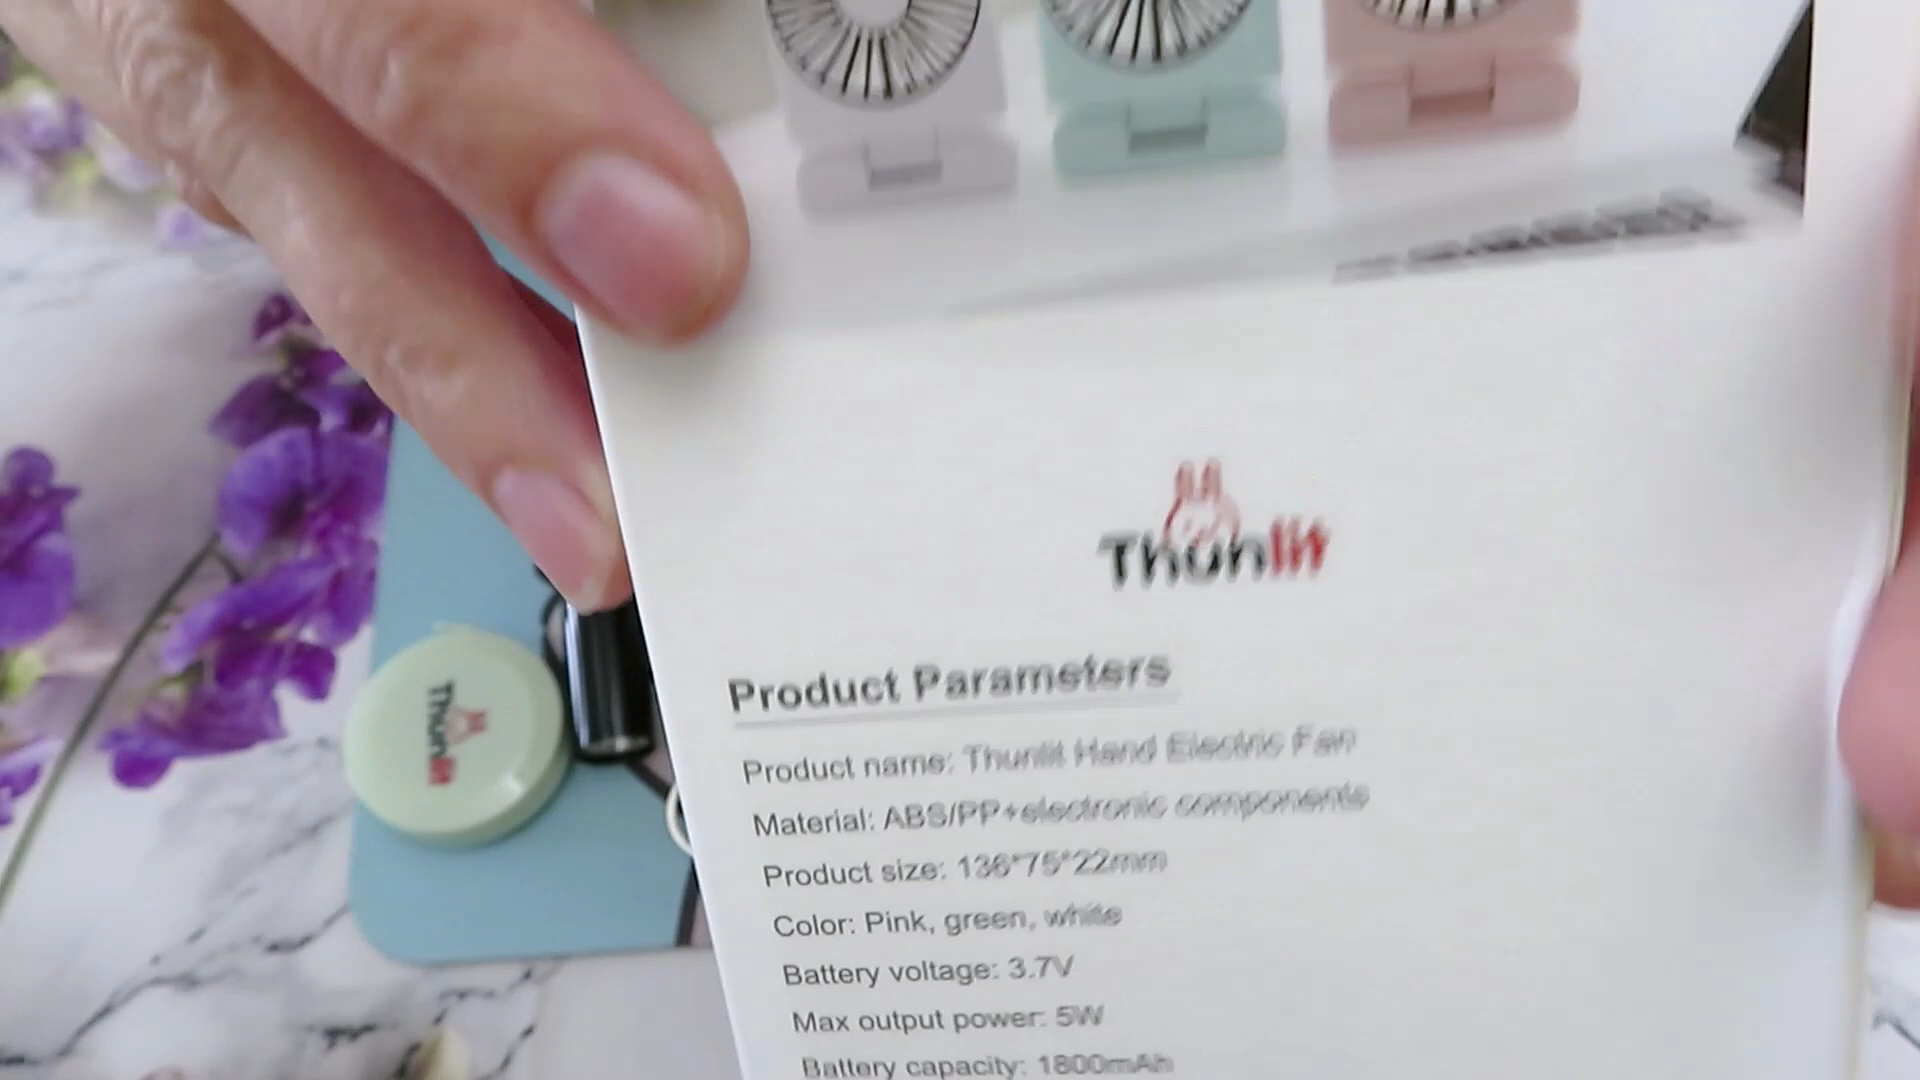 Thunlit
Product Parameters
Product name: Thunlit Hand Electric Fan
Material: ABS/PP+electronic components
Product size: 136*75*22mm
Color: Pink, green, white
Battery voltage: 3.7V
Max output power: 5W
Battery capacity: 1800mAh
Thunlit